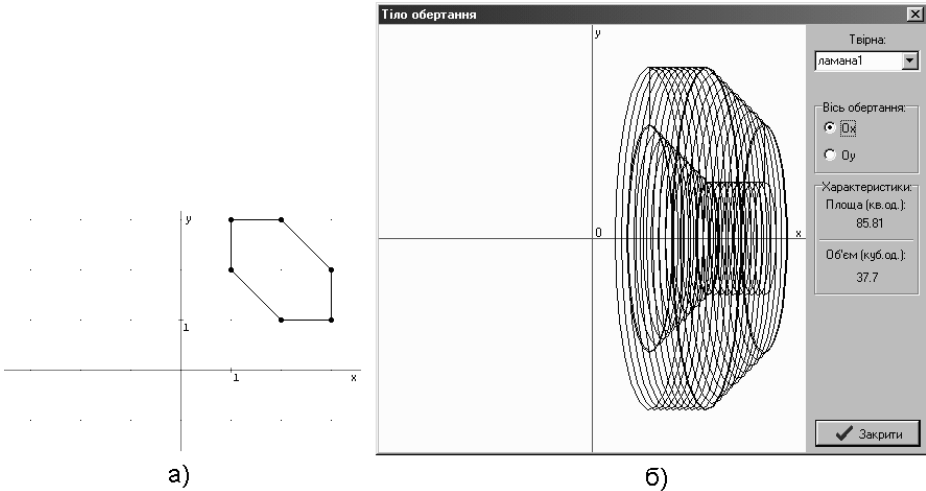 Тіло обертання
y
1
1
x
а)
y
0
x
б)
Твірна:
ламана1
Вісь обертання:
Ox
Oy
Характеристики:
Площа (кв.од.):
85.81
Об'єм (куб.од.):
37.7
Закрити